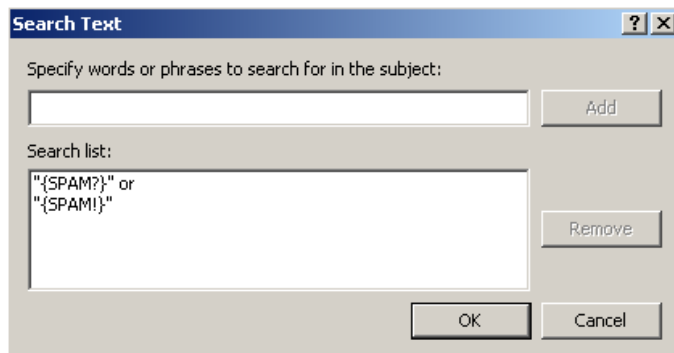 Search Text
Specify words or phrases to search for in the subject:
Add
Search list:
"{SPAM?}" or
"{SPAM!}"
Remove
OK
Cancel